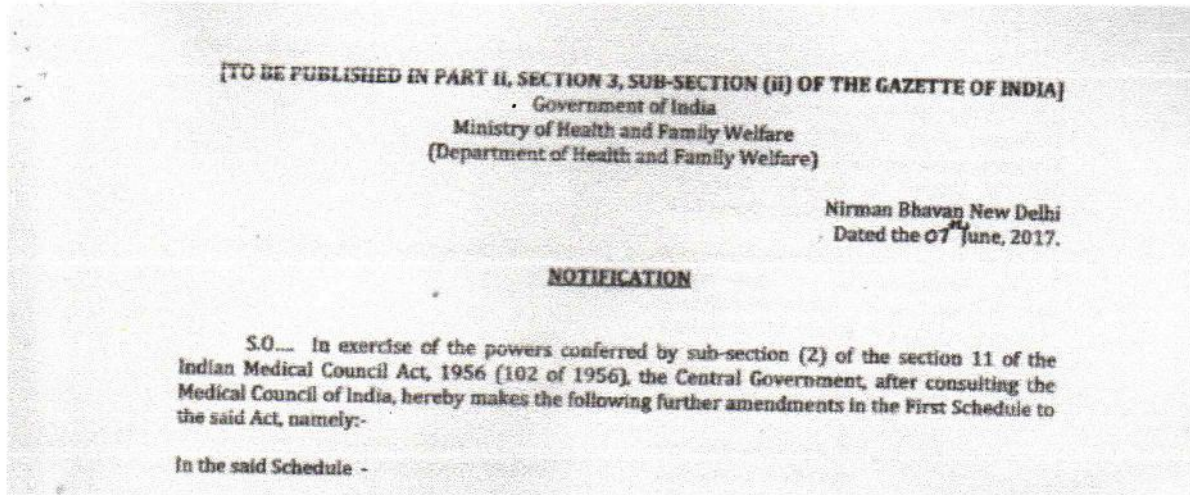 [TO BE PUBLISHED IN PART II, SECTION 3, SUB-SECTION (ii) OF THE GAZETTE OF INDIA]
Government of India
Ministry of Health and Family Welfare
(Department of Health and Family Welfare)
Nirman Bhavan New Delhi
Dated the 07th June, 2017.
NOTIFICATION
S.O.... In exercise of the powers conferred by sub-section (2) of the section 11 of the
Indian Medical Council Act, 1956 (102 of 1956), the Central Government, after consulting the
Medical Council of India, hereby makes the following further amendments in the First Schedule to
the said Act, namely:-
In the said Schedule -